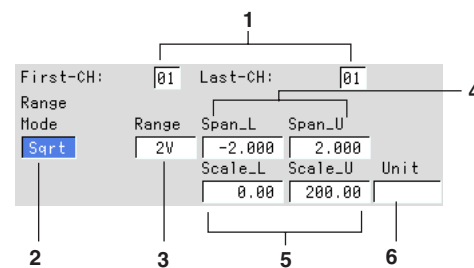 1
First-CH: 01 Last-CH: 01
4
Range
Mode Range Span_L Span_U
Sqrt 2V -2.000 2.000
Scale_L Scale_U Unit
0.00 200.00
2 3 5 6